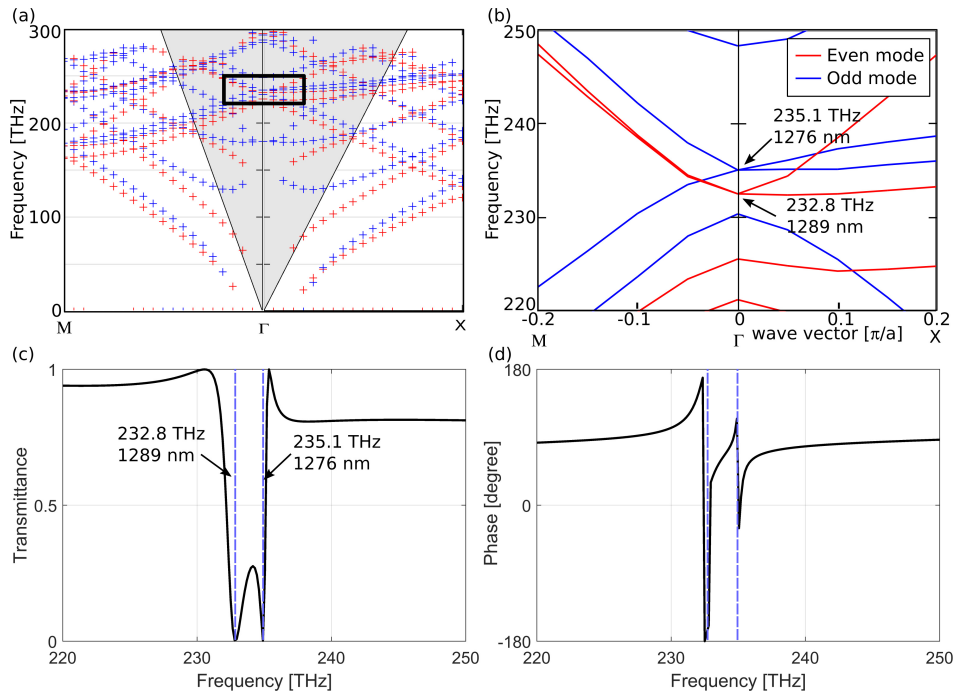 (a)
300
200
100
0
Frequency [THz]
M
Γ
X
(b)
250
240
230
220
Frequency [THz]
Even mode
Odd mode
235.1 THz
1276 nm
232.8 THz
1289 nm
-0.2
-0.1
0
0.1
0.2
wave vector [π/a]
M
Γ
X
(c)
1
0.5
0
Transmittance
232.8 THz
1289 nm
235.1 THz
1276 nm
220
230
240
250
Frequency [THz]
(d)
180
0
-180
Phase [degree]
220
230
240
250
Frequency [THz]